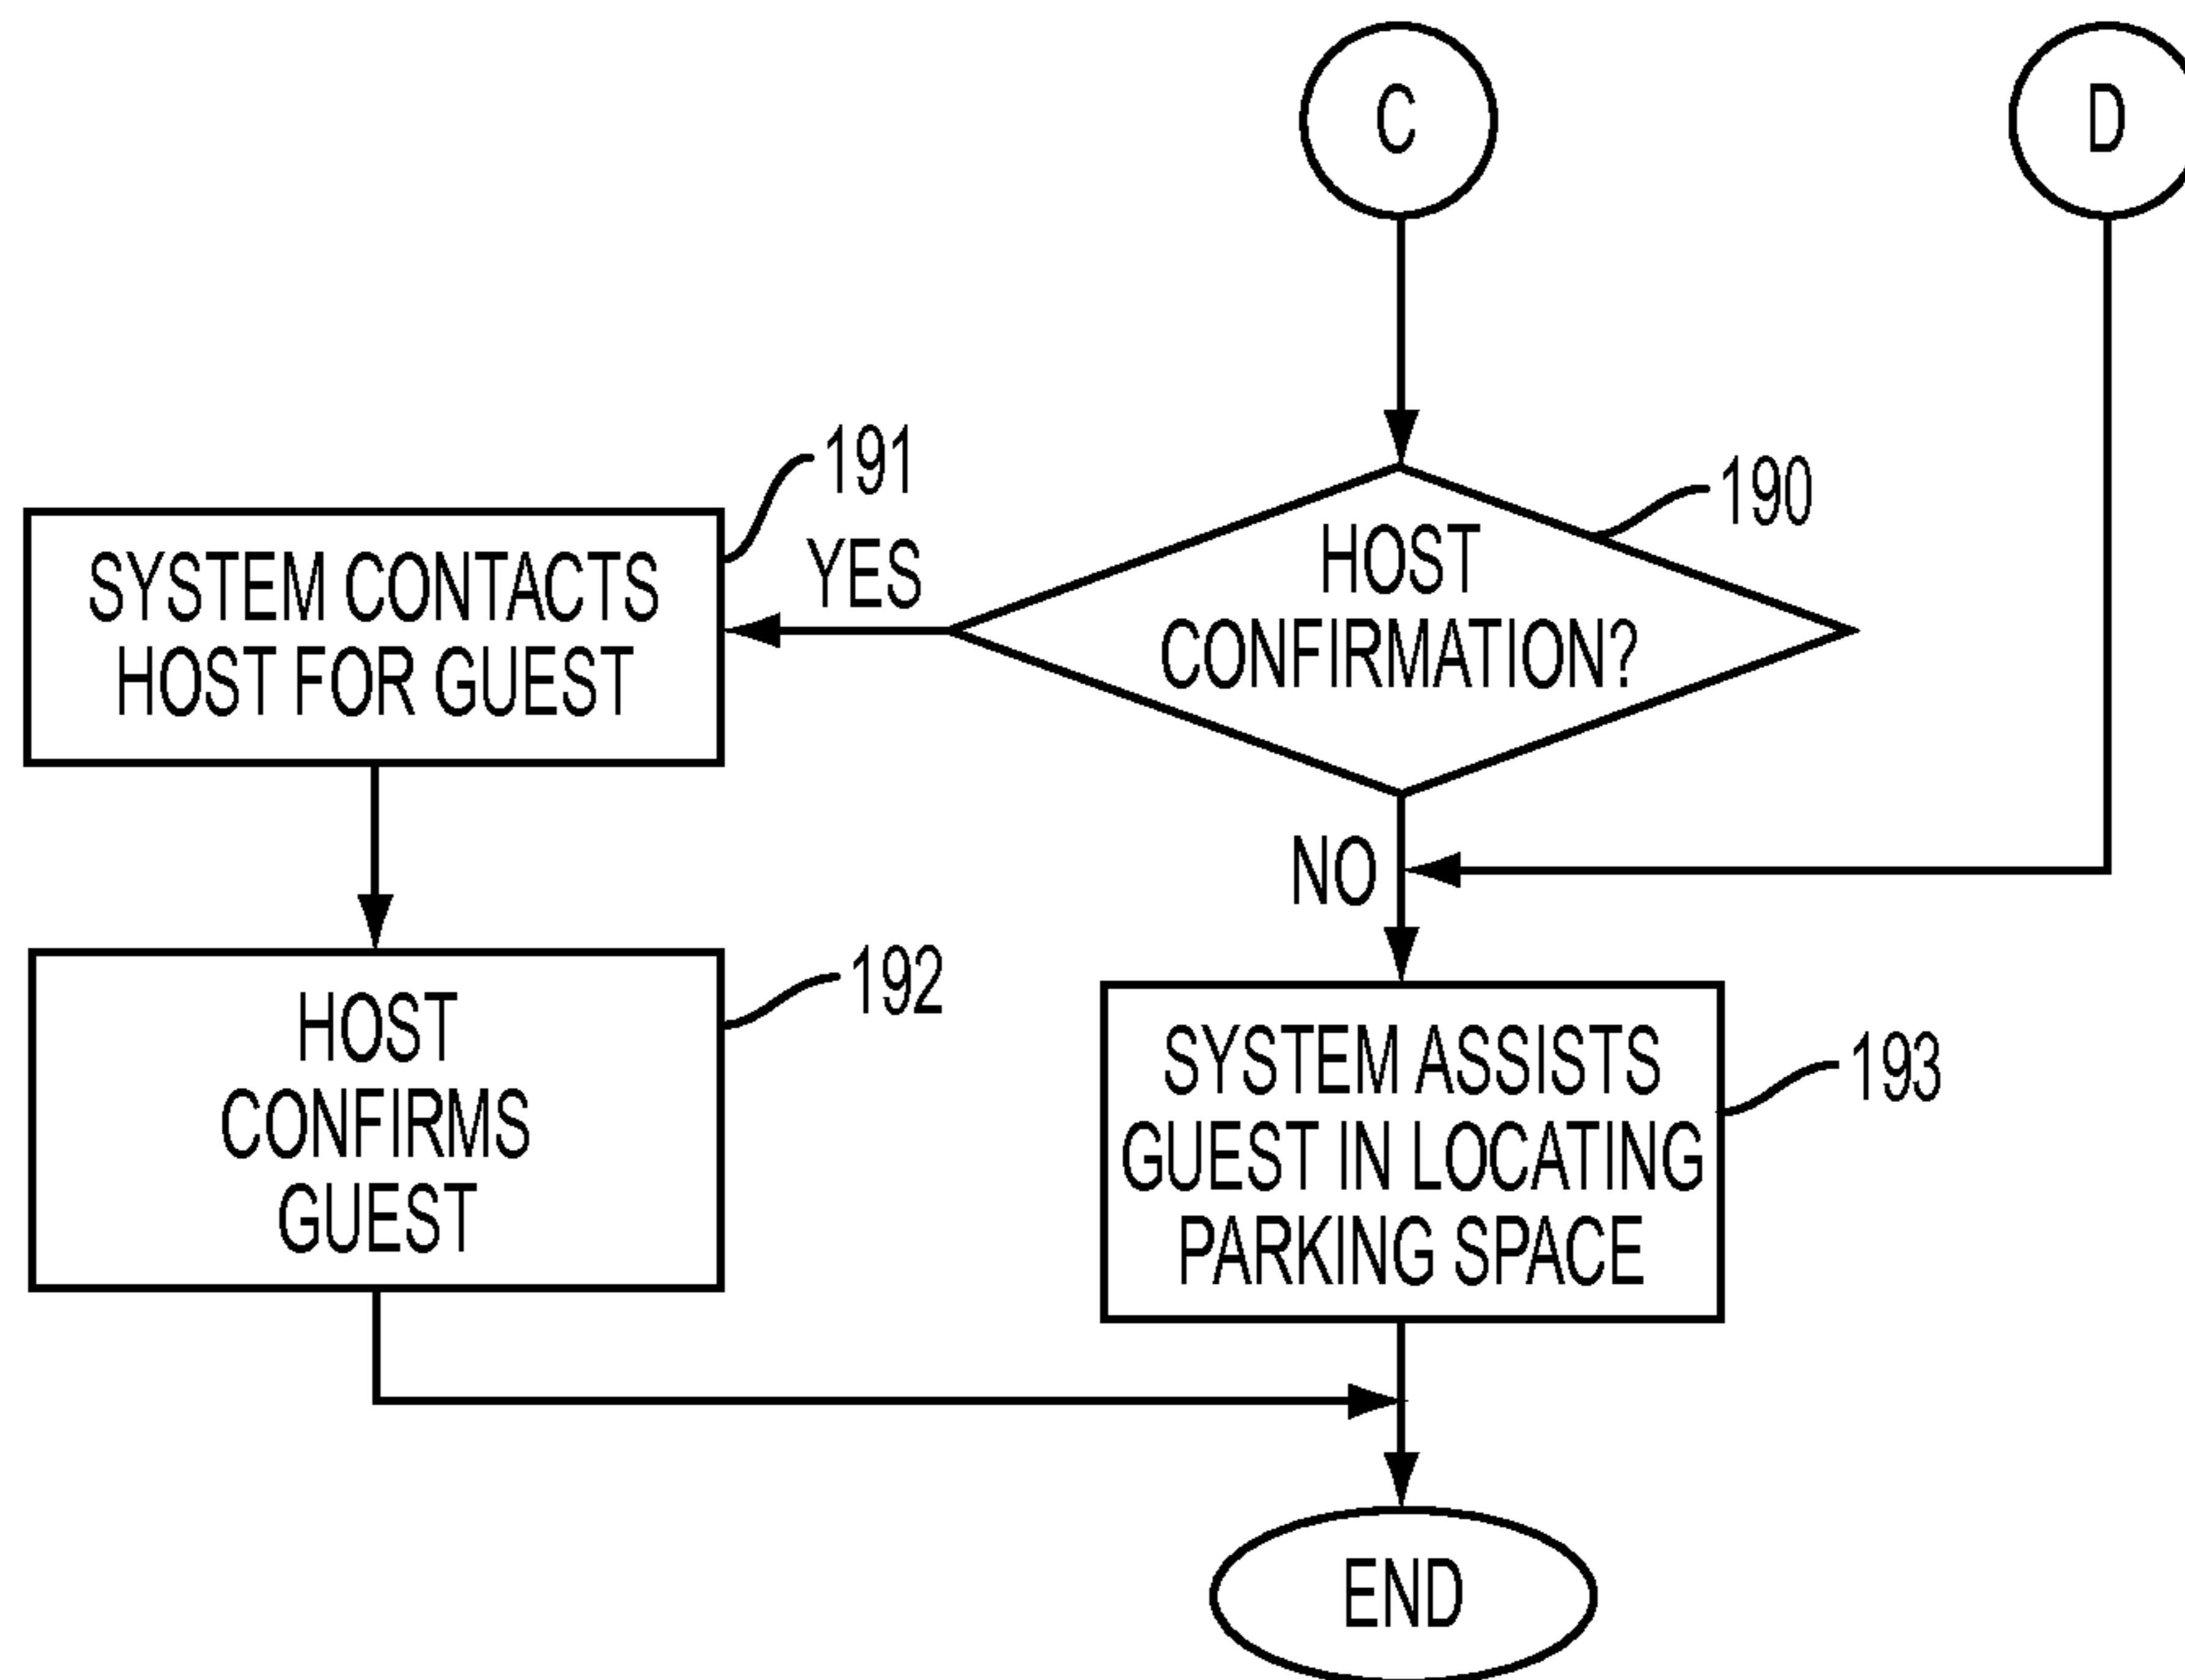 C
D
191
190
SYSTEM CONTACTS
HOST FOR GUEST
YES
HOST
CONFIRMATION?
NO
192
HOST
CONFIRMS
GUEST
193
SYSTEM ASSISTS
GUEST IN LOCATING
PARKING SPACE
END